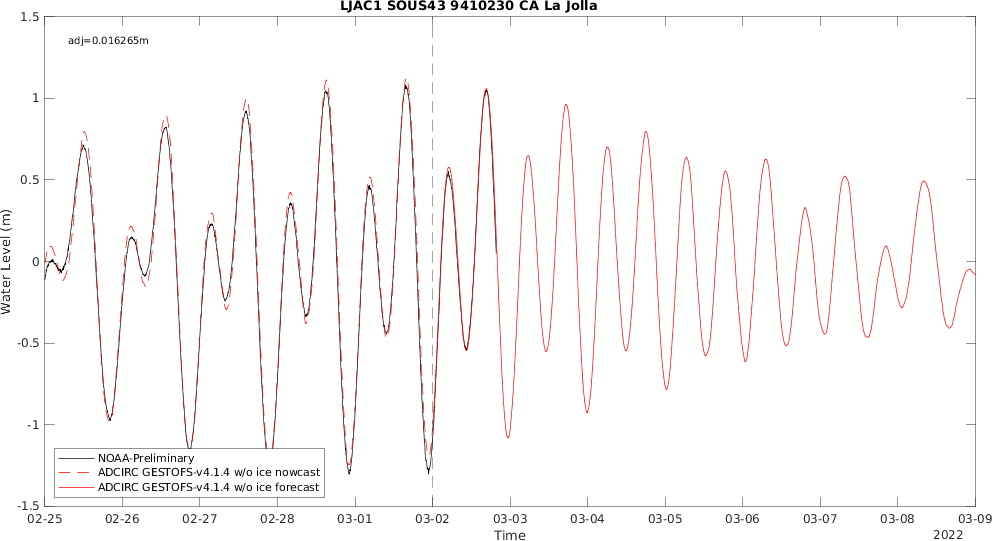 LJAC1 SOUS43 9410230 CA La Jolla
adj=0.016265m
1.5
1
0.5
0
-0.5
-1
-1.5
Water Level (m)
NOAA-Preliminary
ADCIRC GESTOFS-v4.1.4 w/o ice nowcast
ADCIRC GESTOFS-v4.1.4 w/o ice forecast
02-25 02-26 02-27 02-28 03-01 03-02 03-03 03-04 03-05 03-06 03-07 03-08 03-09
Time
2022